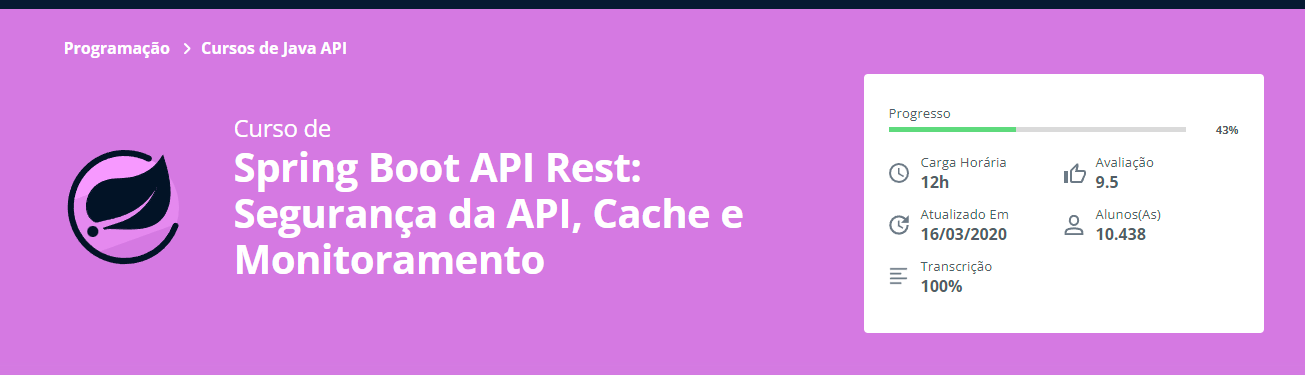 Programação > Cursos de Java API
Curso de
Spring Boot API Rest:
Segurança da API, Cache e
Monitoramento
Progresso
43%
Carga Horária
12h
Avaliação
9.5
Atualizado Em
16/03/2020
Alunos(As)
10.438
Transcrição
100%